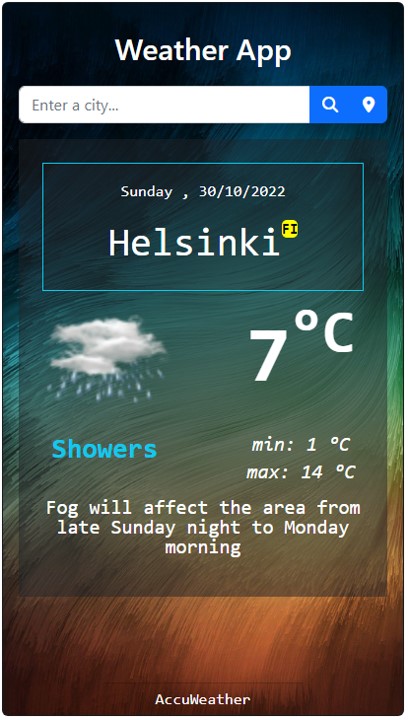 Weather App
Enter a city...
Sunday , 30/10/2022
Helsinki FI
7 °C
Showers
min: 1 °C
max: 14 °C
Fog will affect the area from
late Sunday night to Monday
morning
AccuWeather